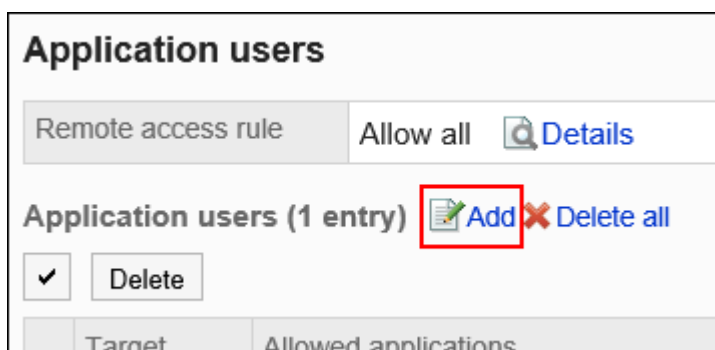 Application users
Remote access rule Allow all Details
Application users (1 entry) Add Delete all
Delete
Target Allowed applications